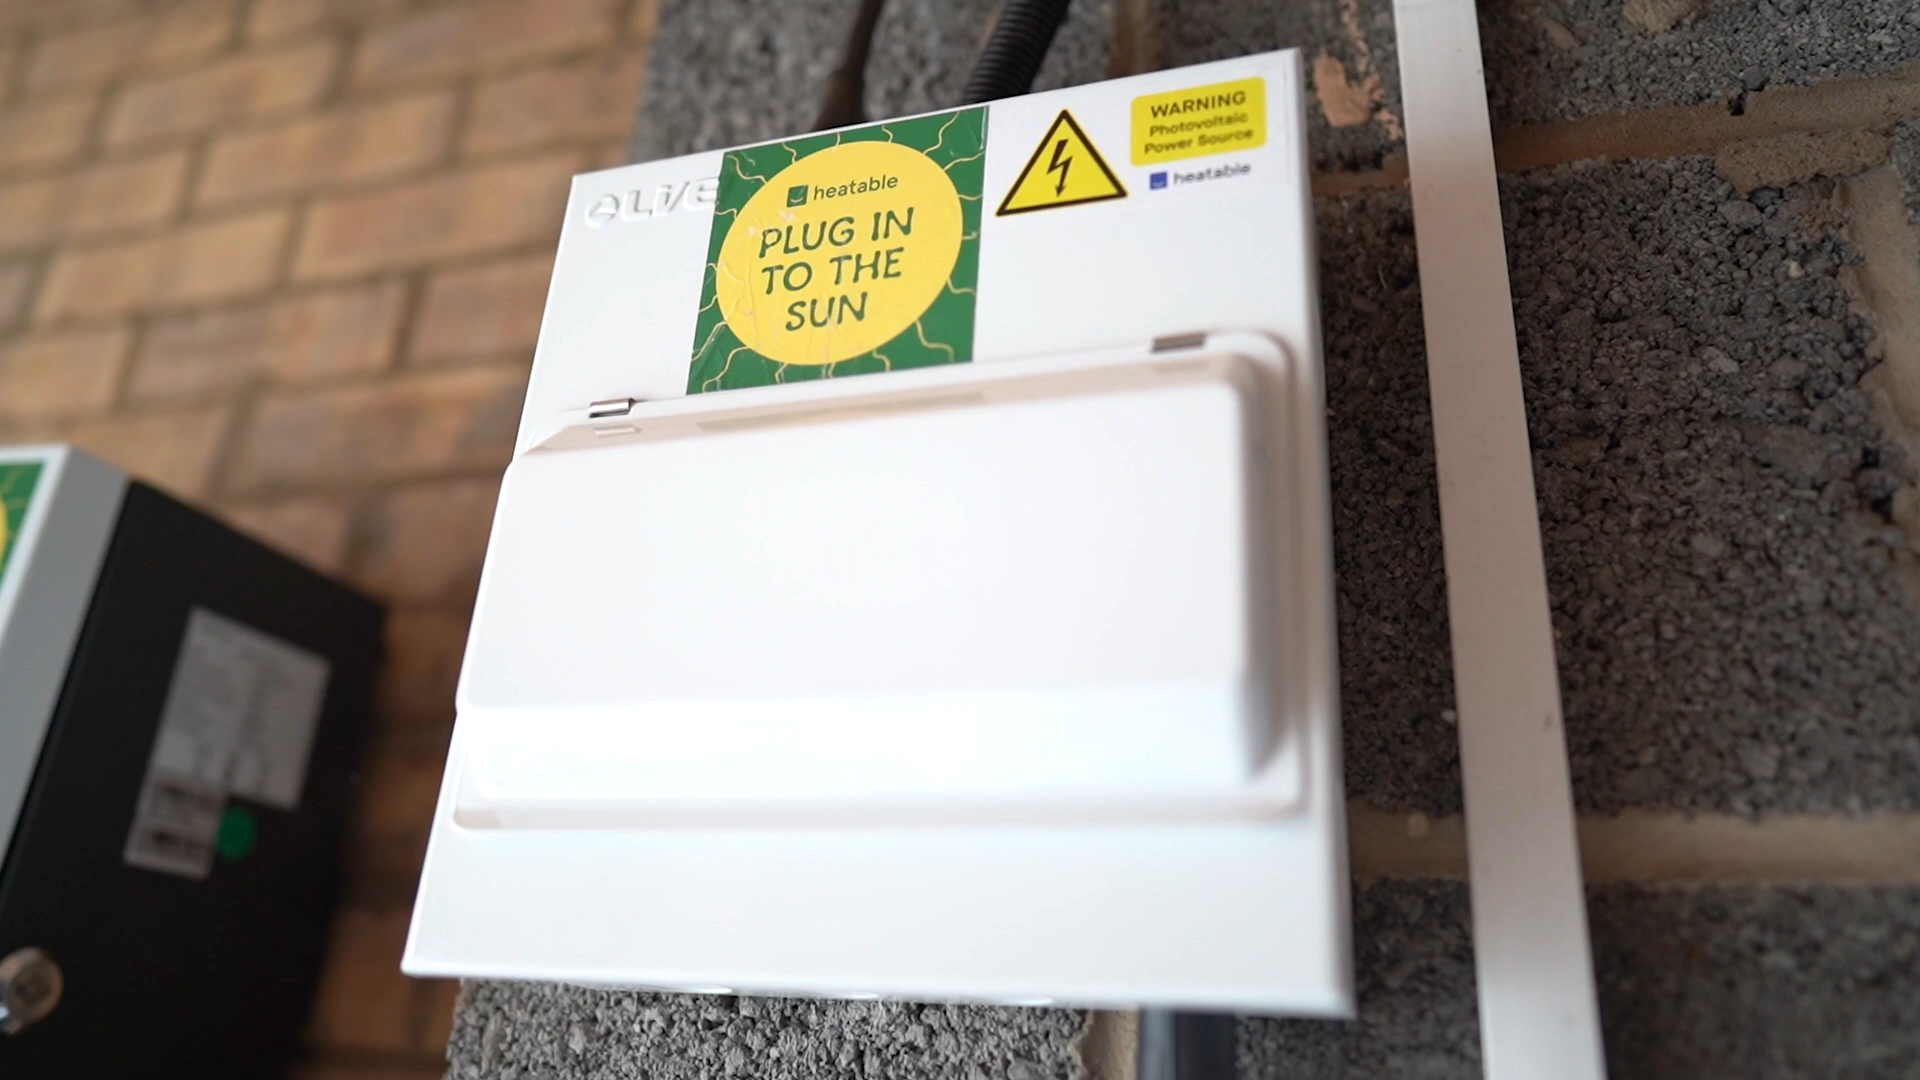 heatable
PLUG IN
TO THE
SUN
WARNING
Photovoltaic
Power Source
heatable